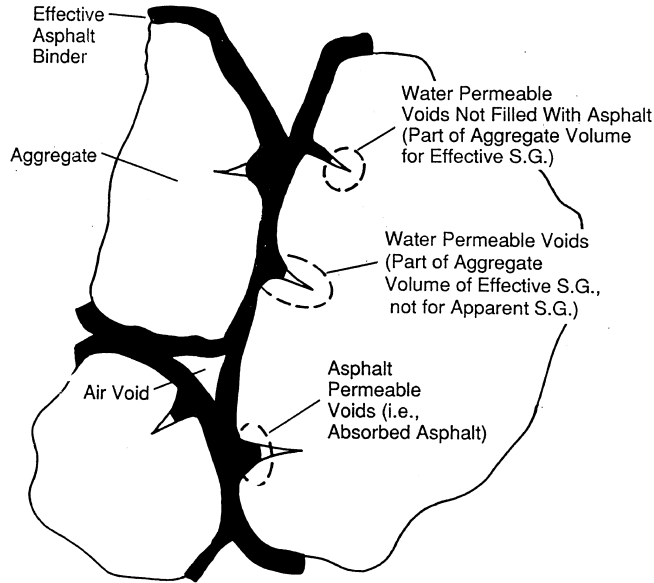 Effective
Asphalt
Binder
Water Permeable
Voids Not Filled With Asphalt
(Part of Aggregate Volume
for Effective S.G.)
Aggregate
Water Permeable Voids
(Part of Aggregate
Volume of Effective S.G.,
not for Apparent S.G.)
Air Void
Asphalt
Permeable
Voids (i.e.,
Absorbed Asphalt)